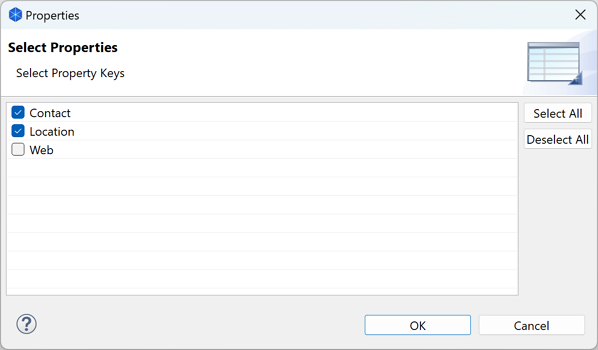 Properties
Select Properties
Select Property Keys
Contact
Location
Web
Select All
Deselect All
?
OK
Cancel